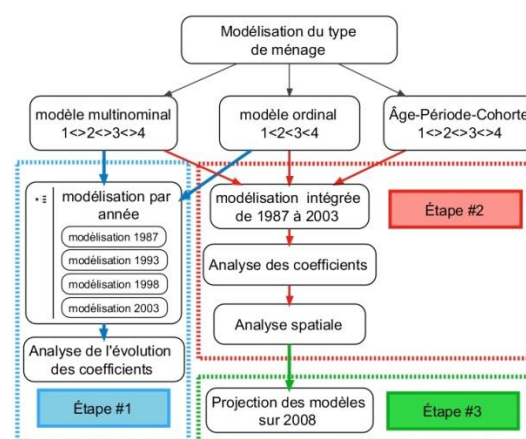 Modélisation du type
de ménage
modèle multinominal
1<>2<>3<>4
modèle ordinal
1<2<3<4
Âge-Période-Cohorte
1<>2<>3<>4
modélisation par
année
modélisation 1987
modélisation 1993
modélisation 1998
modélisation 2003
Analyse de l'évolution
des coefficients
Étape #1
modélisation intégrée
de 1987 à 2003
Étape #2
Analyse des coefficients
Analyse spatiale
Projection des modèles
sur 2008
Étape #3